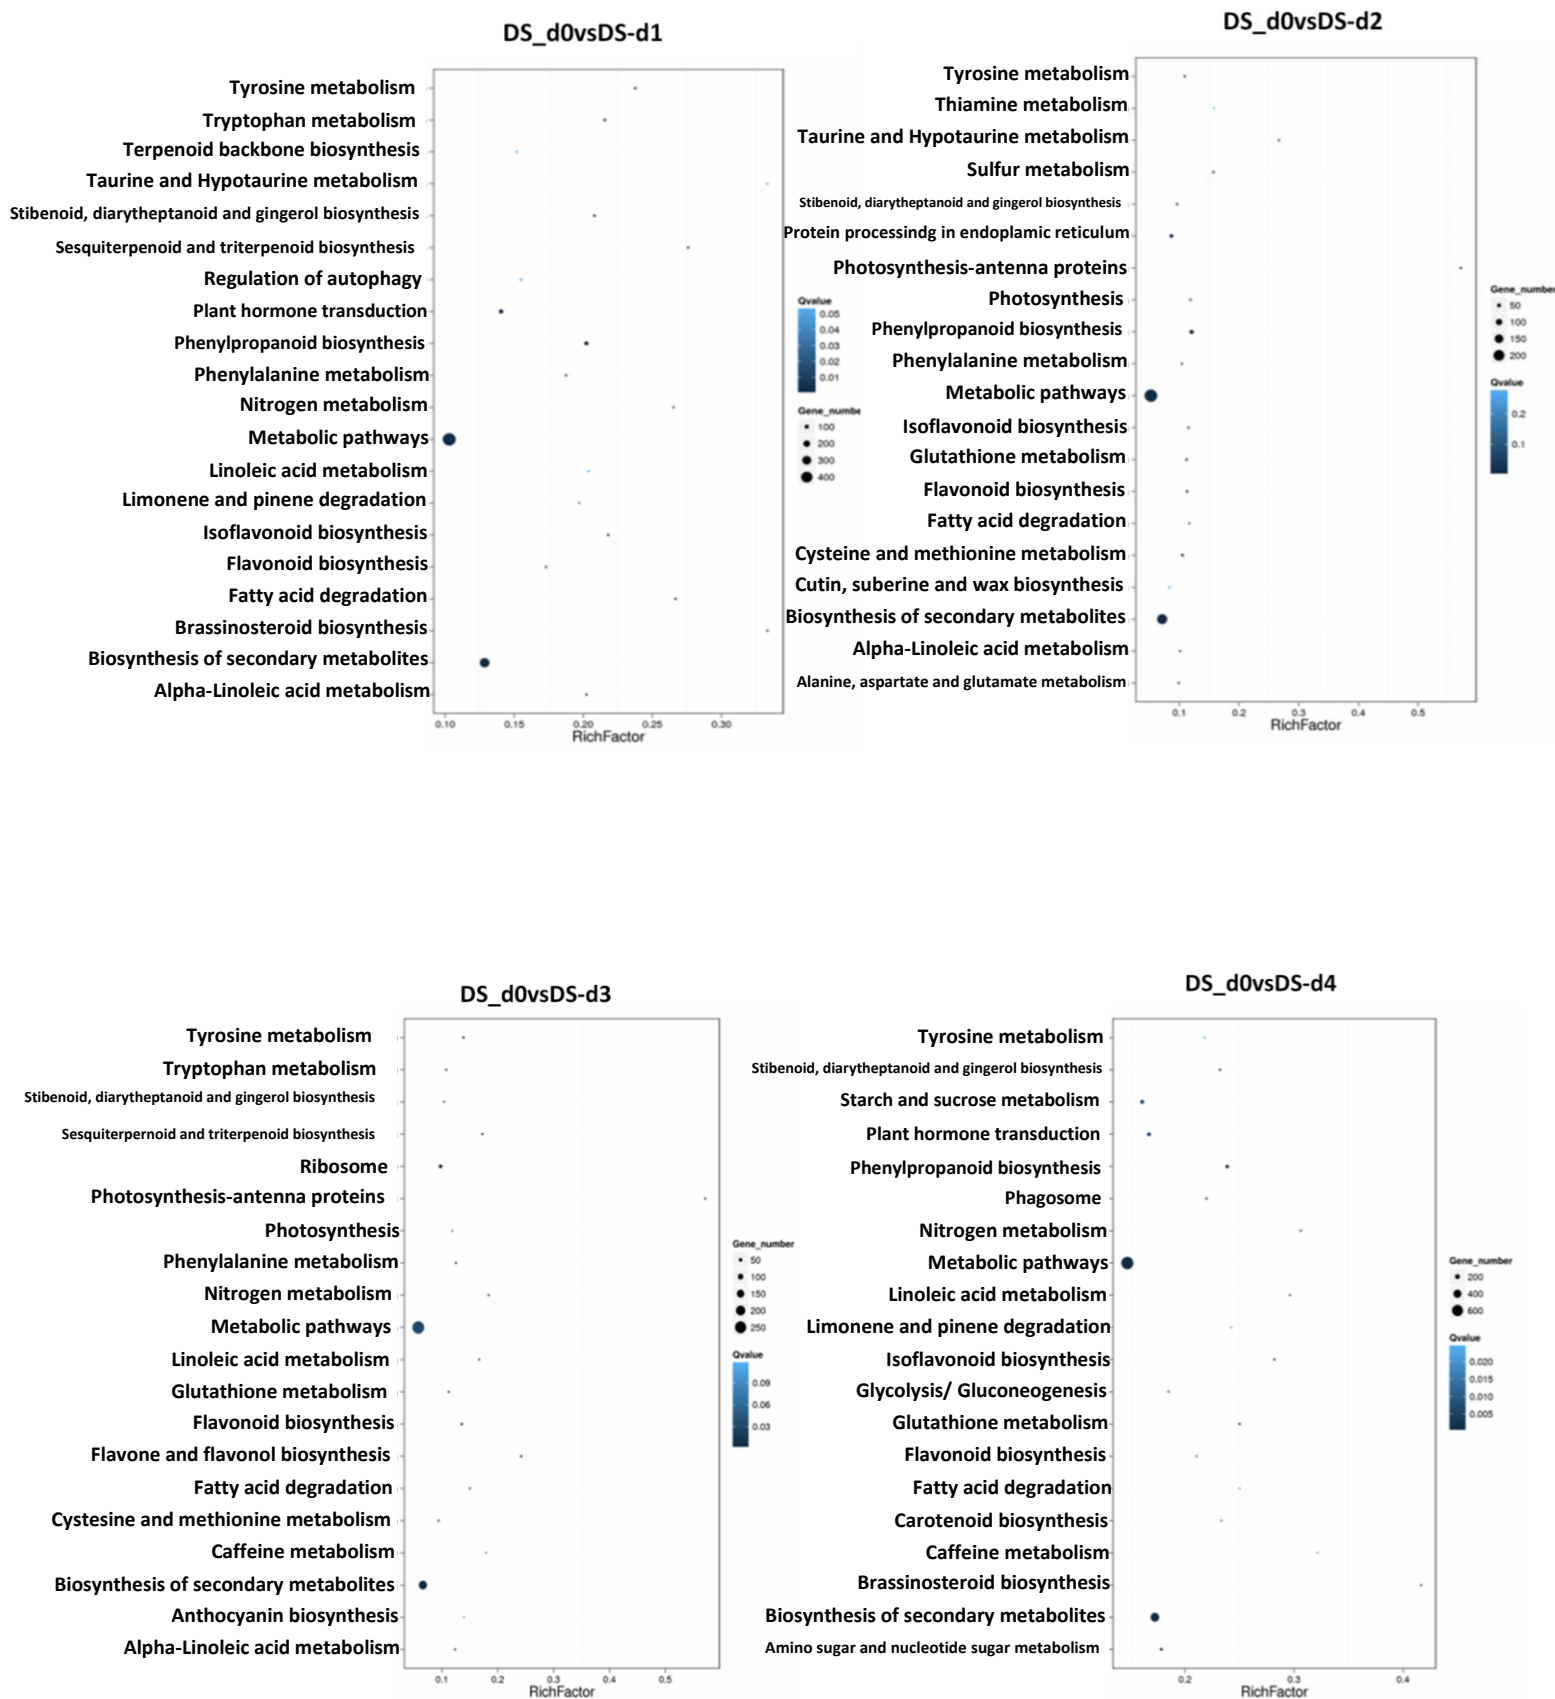 DS_d0vsDS-d1
Tyrosine metabolism
Tryptophan metabolism
Terpenoid backbone biosynthesis
Taurine and Hypotaurine metabolism
Stibenoid, diarytheptanoid and gingerol biosynthesis
Sesquiterpenoid and triterpenoid biosynthesis
Regulation of autophagy
Plant hormone transduction
Phenylpropanoid biosynthesis
Phenylalanine metabolism
Nitrogen metabolism
Metabolic pathways
Linoleic acid metabolism
Limonene and pinene degradation
Isoflavonoid biosynthesis
Flavonoid biosynthesis
Fatty acid degradation
Brassinosteroid biosynthesis
Biosynthesis of secondary metabolites
Alpha-Linoleic acid metabolism
0.10 0.15 0.20 0.25 0.30
RichFactor
Qvalue
0.05
0.04
0.03
0.02
0.01
Gene_numbe
100
200
300
400
DS_d0vsDS-d2
Tyrosine metabolism
Thiamine metabolism
Taurine and Hypotaurine metabolism
Sulfur metabolism
Stibenoid, diarytheptanoid and gingerol biosynthesis
Protein processindg in endoplamic reticulum
Photosynthesis-antenna proteins
Photosynthesis
Phenylpropanoid biosynthesis
Phenylalanine metabolism
Metabolic pathways
Isoflavonoid biosynthesis
Glutathione metabolism
Flavonoid biosynthesis
Fatty acid degradation
Cysteine and methionine metabolism
Cutin, suberine and wax biosynthesis
Biosynthesis of secondary metabolites
Alpha-Linoleic acid metabolism
Alanine, aspartate and glutamate metabolism
0.1 0.2 0.3 0.4 0.5
RichFactor
Gene_number
50
100
150
200
Qvalue
0.2
0.1
DS_d0vsDS-d3
Tyrosine metabolism
Tryptophan metabolism
Stibenoid, diarytheptanoid and gingerol biosynthesis
Sesquiterpernoid and triterpenoid biosynthesis
Ribosome
Photosynthesis-antenna proteins
Photosynthesis
Phenylalanine metabolism
Nitrogen metabolism
Metabolic pathways
Linoleic acid metabolism
Glutathione metabolism
Flavonoid biosynthesis
Flavone and flavonol biosynthesis
Fatty acid degradation
Cystesine and methionine metabolism
Caffeine metabolism
Biosynthesis of secondary metabolites
Anthocyanin biosynthesis
Alpha-Linoleic acid metabolism
0.1 0.2 0.3 0.4 0.5
RichFactor
Gene_number
50
100
150
200
250
Qvalue
0.09
0.06
0.03
DS_d0vsDS-d4
Tyrosine metabolism
Stibenoid, diarytheptanoid and gingerol biosynthesis
Starch and sucrose metabolism
Plant hormone transduction
Phenylpropanoid biosynthesis
Phagosome
Nitrogen metabolism
Metabolic pathways
Linoleic acid metabolism
Limonene and pinene degradation
Isoflavonoid biosynthesis
Glycolysis/ Gluconeogenesis
Glutathione metabolism
Flavonoid biosynthesis
Fatty acid degradation
Carotenoid biosynthesis
Caffeine metabolism
Brassinosteroid biosynthesis
Biosynthesis of secondary metabolites
Amino sugar and nucleotide sugar metabolism
0.2 0.3 0.4
RichFactor
Gene_number
200
400
600
Qvalue
0.020
0.015
0.010
0.005